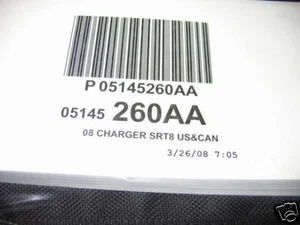 P 05145260AA
05145 260AA
08 CHARGER SRT8 US&CAN
3/26/08 7:05